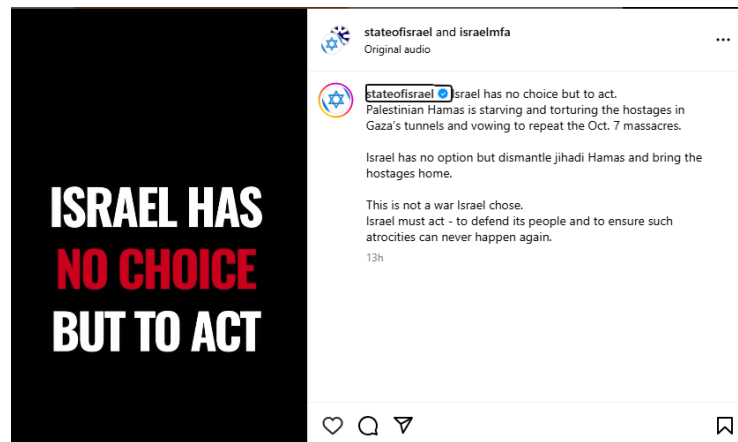 ISRAEL HAS
NO CHOICE
BUT TO ACT
stateofisrael and israelmfa
Original audio
stateofisrael Israel has no choice but to act.
Palestinian Hamas is starving and torturing the hostages in
Gaza's tunnels and vowing to repeat the Oct. 7 massacres.
Israel has no option but dismantle jihadi Hamas and bring the
hostages home.
This is not a war Israel chose.
Israel must act - to defend its people and to ensure such
atrocities can never happen again.
13h